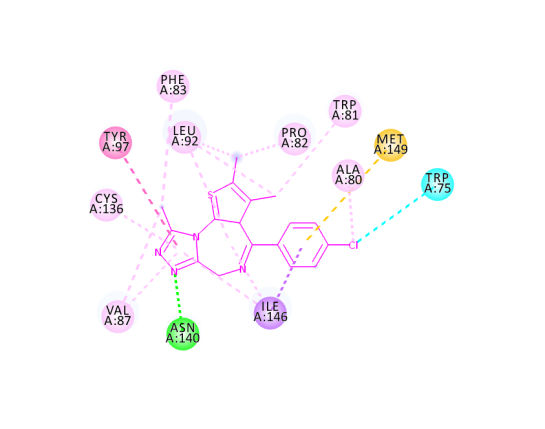 PHE
A:83
TRP
A:81
LEU
A:92
PRO
A:82
TYR
A:97
MET
A:149
ALA
A:80
TRP
A:75
S
CYS
A:136
N
Cl
N
N
N
VAL
A:87
ILE
A:146
ASN
A:140